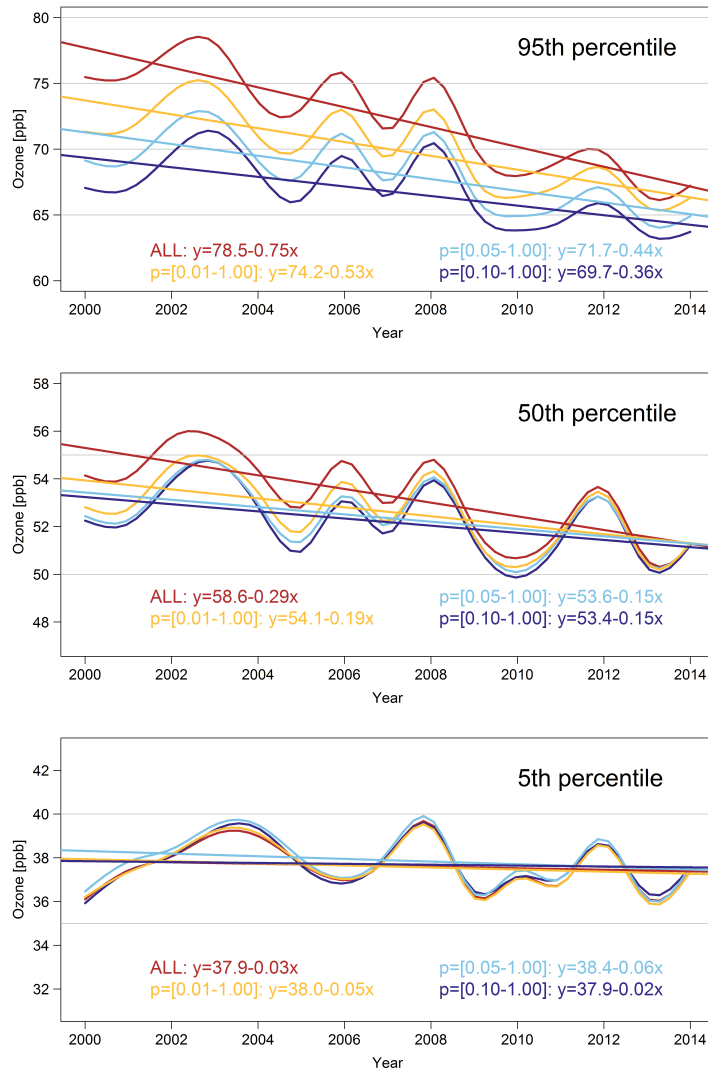 95th percentile
80
75
70
65
60
Ozone [ppb]
ALL: y=78.5-0.75x
p=[0.01-1.00]: y=74.2-0.53x
p=[0.05-1.00]: y=71.7-0.44x
p=[0.10-1.00]: y=69.7-0.36x
2000 2002 2004 2006 2008 2010 2012 2014
Year
50th percentile
58
56
54
52
50
48
Ozone [ppb]
ALL: y=58.6-0.29x
p=[0.01-1.00]: y=54.1-0.19x
p=[0.05-1.00]: y=53.6-0.15x
p=[0.10-1.00]: y=53.4-0.15x
2000 2002 2004 2006 2008 2010 2012 2014
Year
5th percentile
42
40
38
36
34
32
Ozone [ppb]
ALL: y=37.9-0.03x
p=[0.01-1.00]: y=38.0-0.05x
p=[0.05-1.00]: y=38.4-0.06x
p=[0.10-1.00]: y=37.9-0.02x
2000 2002 2004 2006 2008 2010 2012 2014
Year